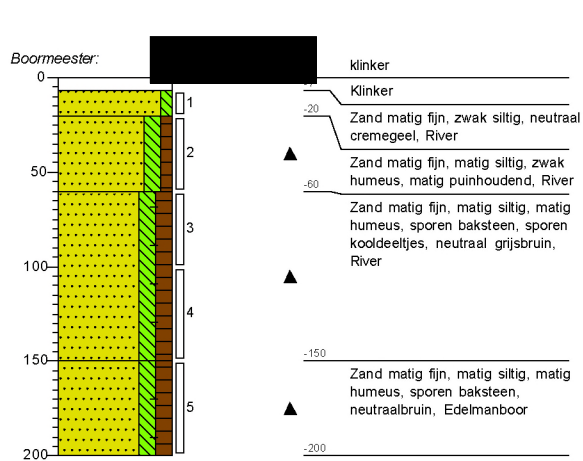 Boormeester:
klinker
0
Klinker
1
-20
Zand matig fijn, zwak siltig, neutraal
cremegeel, River
2
50
Zand matig fijn, matig siltig, zwak
humeus, matig puinhoudend, River
-60
Zand matig fijn, matig siltig, matig
humeus, sporen baksteen, sporen
kooldeeltjes, neutraal grijsbruin,
River
3
100
4
150
-150
Zand matig fijn, matig siltig, matig
humeus, sporen baksteen,
neutraalbruin, Edelmanboor
5
200
-200